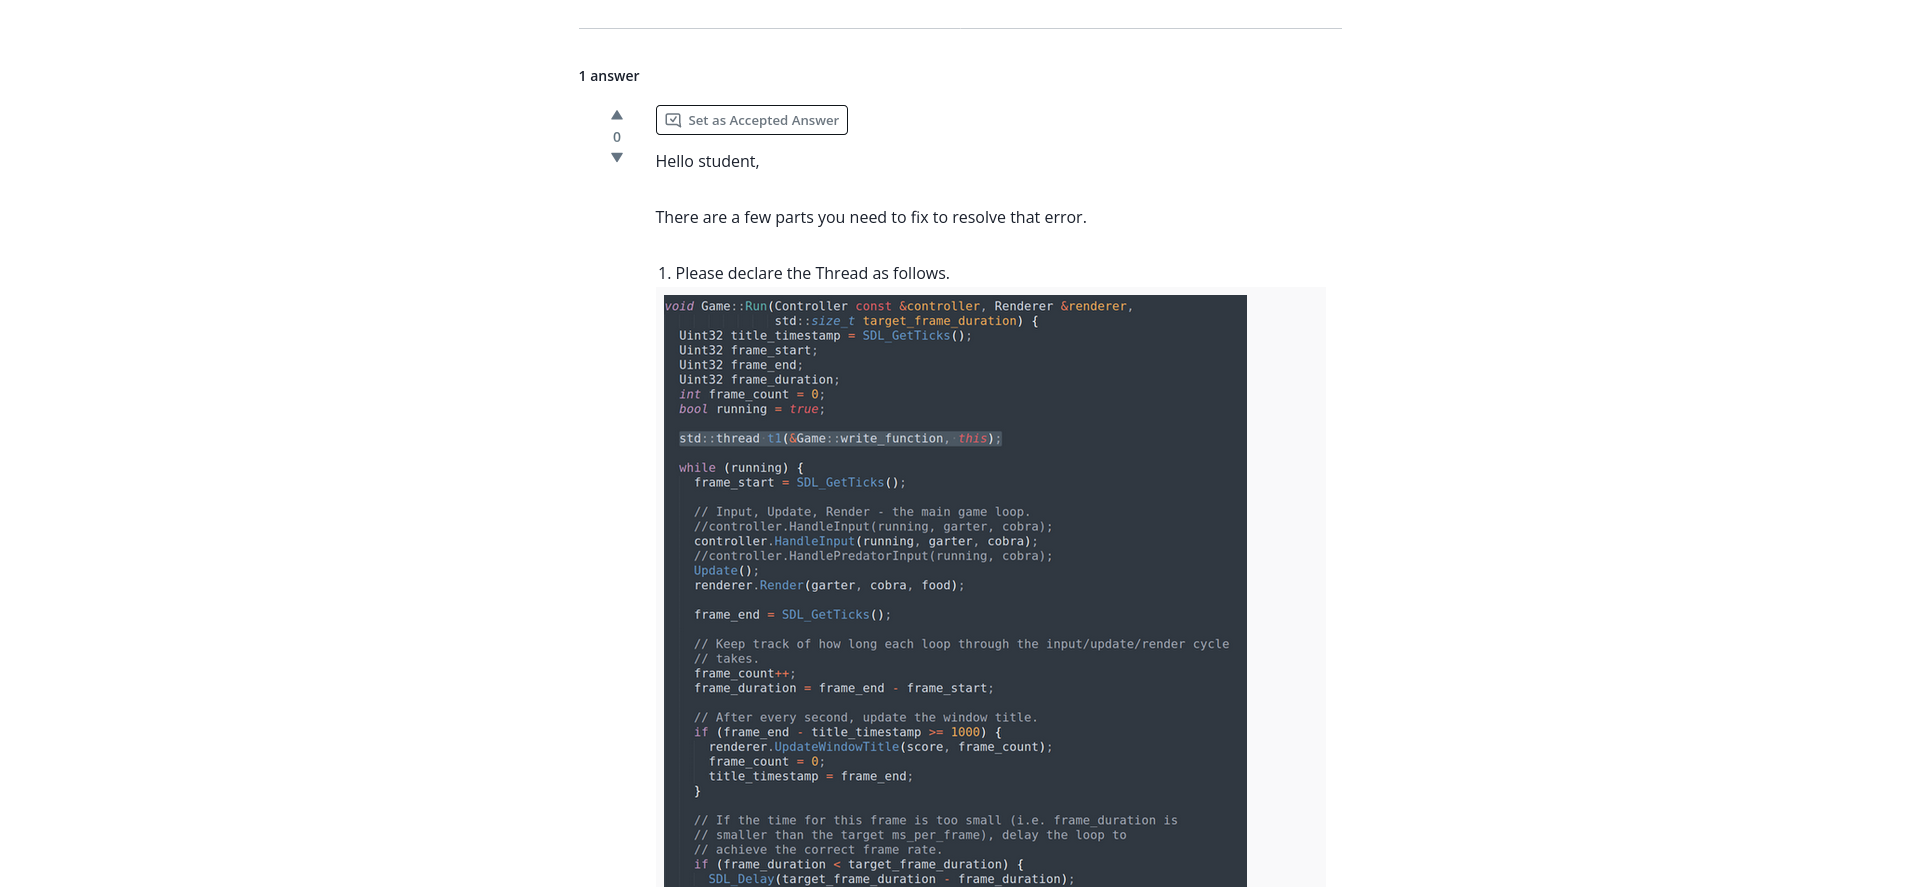 1 answer
Set as Accepted Answer
0
Hello student,
There are a few parts you need to fix to resolve that error.
1. Please declare the Thread as follows.
void Game::Run(Controller const &controller, Renderer &renderer,
               std::size_t target_frame_duration) {
  Uint32 title_timestamp = SDL_GetTicks();
  Uint32 frame_start;
  Uint32 frame_end;
  Uint32 frame_duration;
  int frame_count = 0;
  bool running = true;
  std::thread t1(&Game::write_function, this);
  while (running) {
    frame_start = SDL_GetTicks();
    // Input, Update, Render - the main game loop.
    //controller.HandleInput(running, garter, cobra);
    controller.HandleInput(running, garter, cobra);
    //controller.HandlePredatorInput(running, cobra);
    Update();
    renderer.Render(garter, cobra, food);
    frame_end = SDL_GetTicks();
    // Keep track of how long each loop through the input/update/render cycle
    // takes.
    frame_count++;
    frame_duration = frame_end - frame_start;
    // After every second, update the window title.
    if (frame_end - title_timestamp >= 1000) {
      renderer.UpdateWindowTitle(score, frame_count);
      frame_count = 0;
      title_timestamp = frame_end;
    }
    // If the time for this frame is too small (i.e. frame_duration is
    // smaller than the target ms_per_frame), delay the loop to
    // achieve the correct frame rate.
    if (frame_duration < target_frame_duration) {
      SDL_Delay(target_frame_duration - frame_duration);